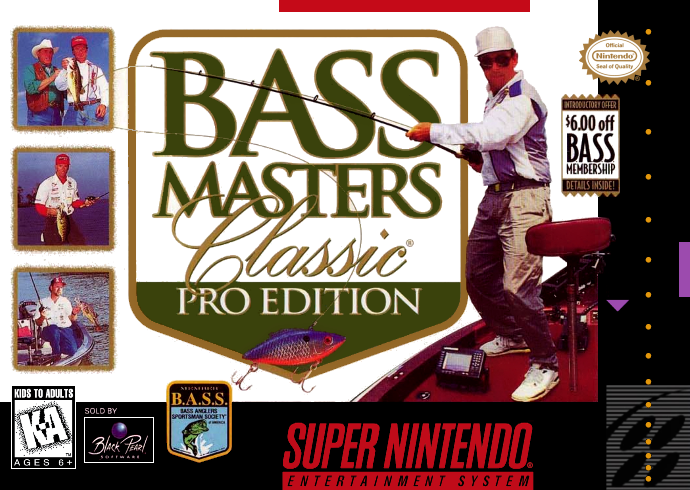 BASS
MASTERS
Classic®
PRO EDITION
Official
Nintendo
Seal of Quality
INTRODUCTORY OFFER
$6.00 off
BASS
MEMBERSHIP
DETAILS INSIDE!
KIDS TO ADULTS
KA
AGES 6+
SOLD BY
Black Pearl
SOFTWARE
B.A.S.S.
BASS ANGLERS
SPORTSMAN SOCIETY
SUPER NINTENDO®
ENTERTAINMENT SYSTEM